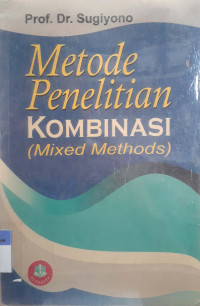 Prof. Dr. Sugiyono
Metode
Penelitian
KOMBINASI
(Mixed Methods)